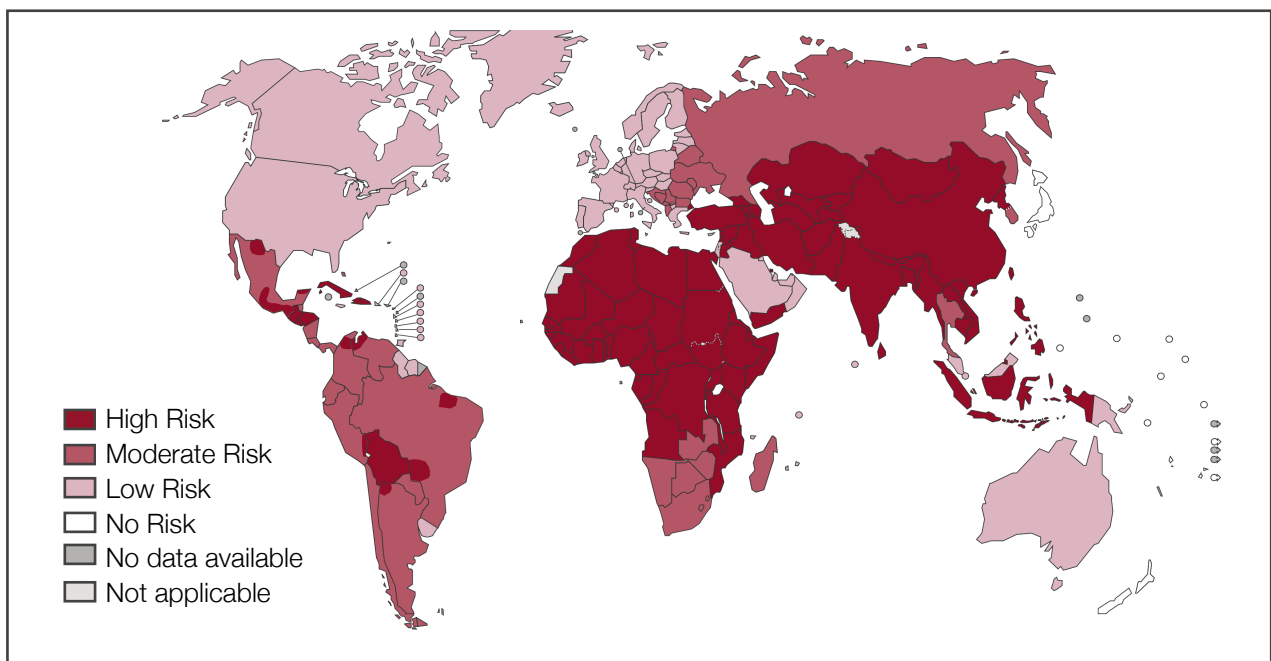 High Risk
Moderate Risk
Low Risk
No Risk
No data available
Not applicable